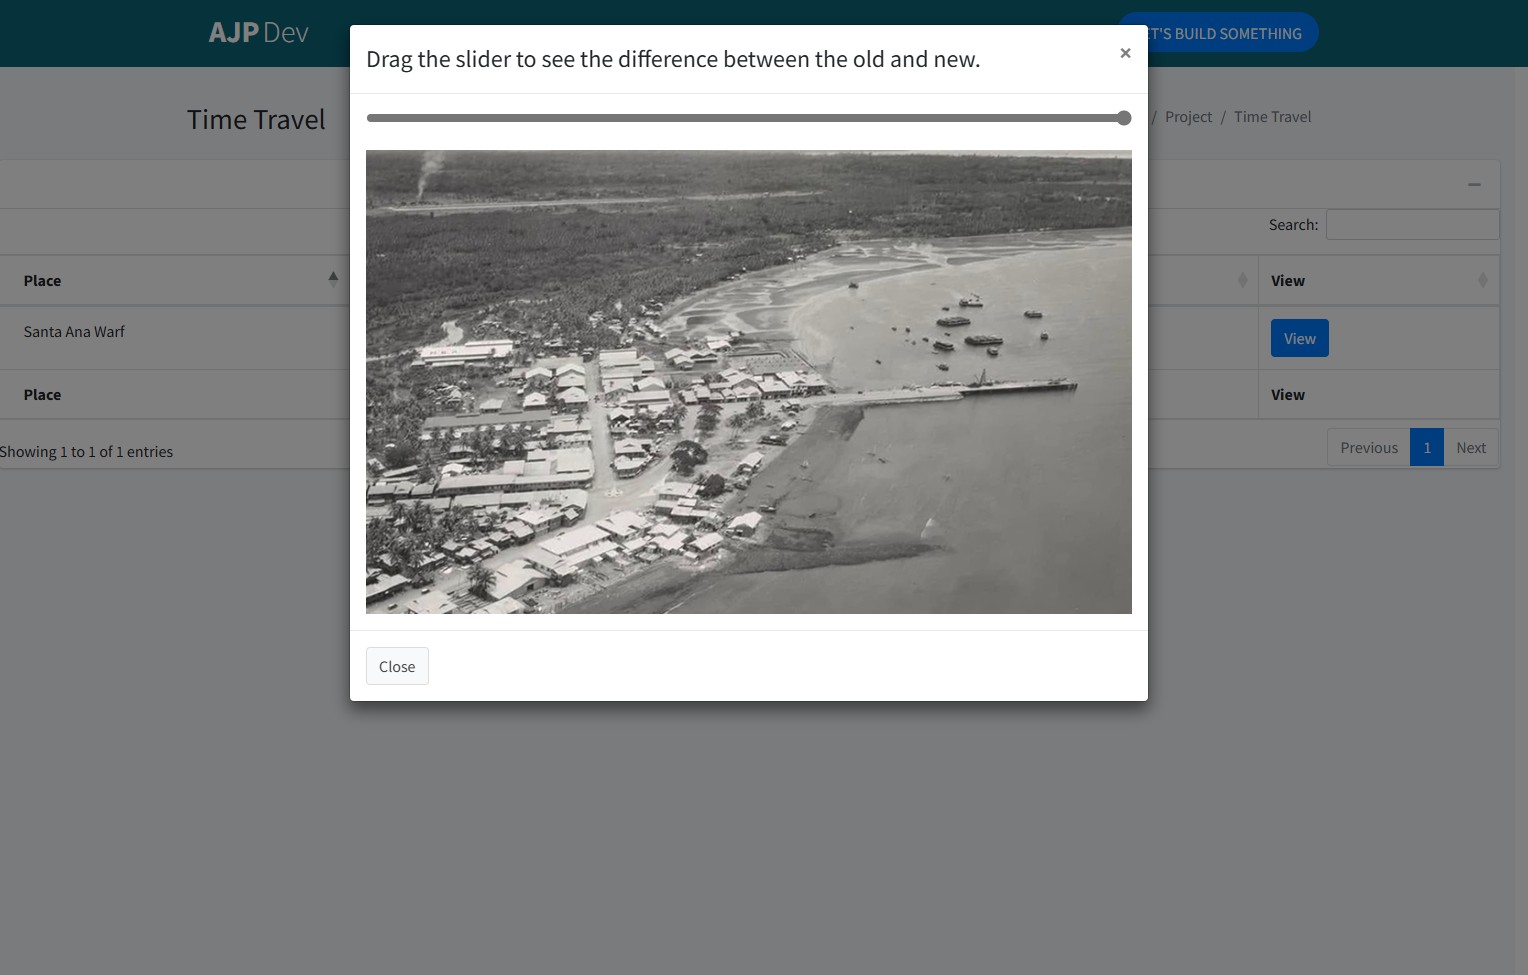 AJP Dev
ET'S BUILD SOMETHING
Drag the slider to see the difference between the old and new.
×
Time Travel
/ Project / Time Travel
Search:
Place
View
Santa Ana Warf
View
Place
View
Showing 1 to 1 of 1 entries
Previous 1 Next
Close